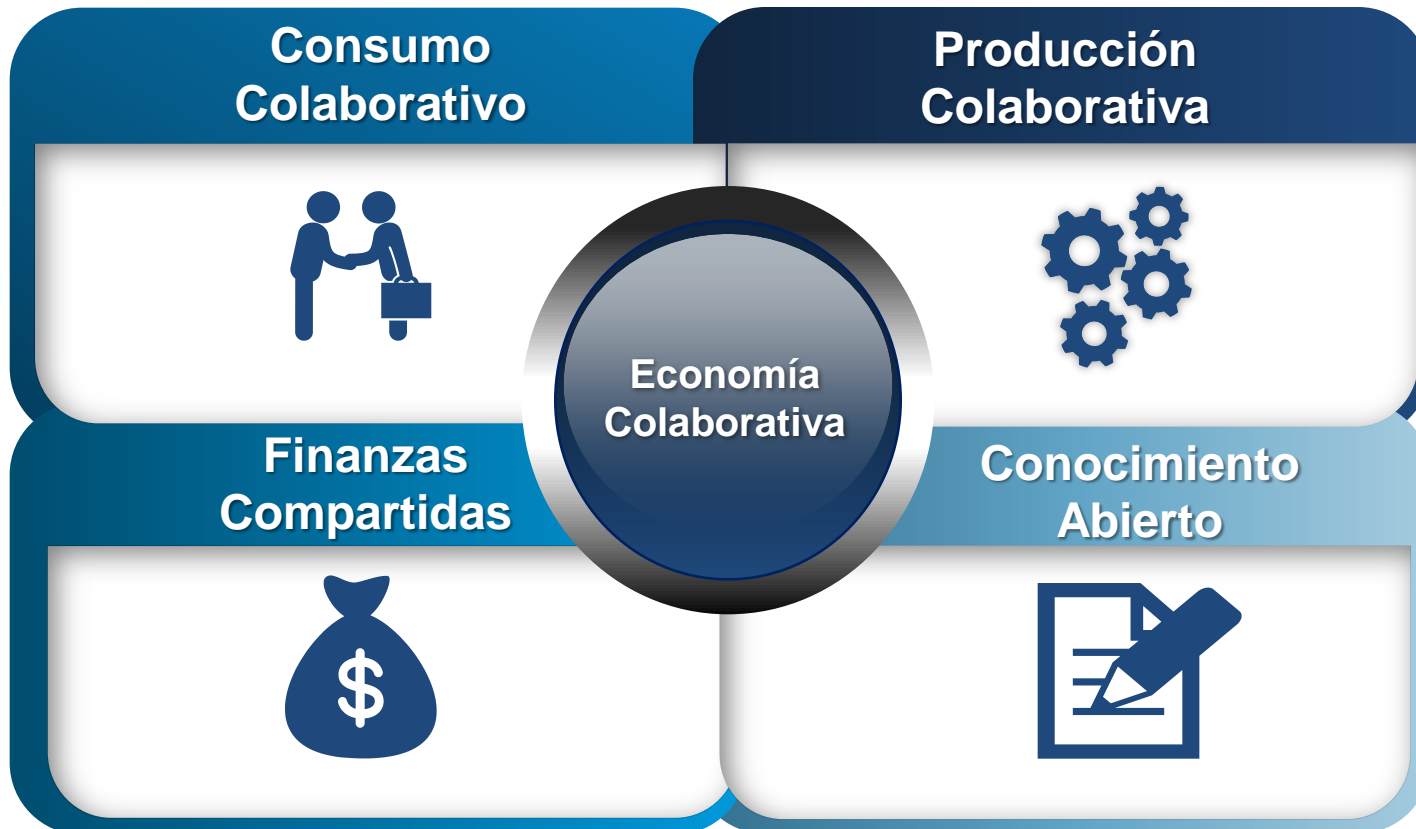 Consumo
Colaborativo
Producción
Colaborativa
Economía
Colaborativa
Finanzas
Compartidas
$
Conocimiento
Abierto